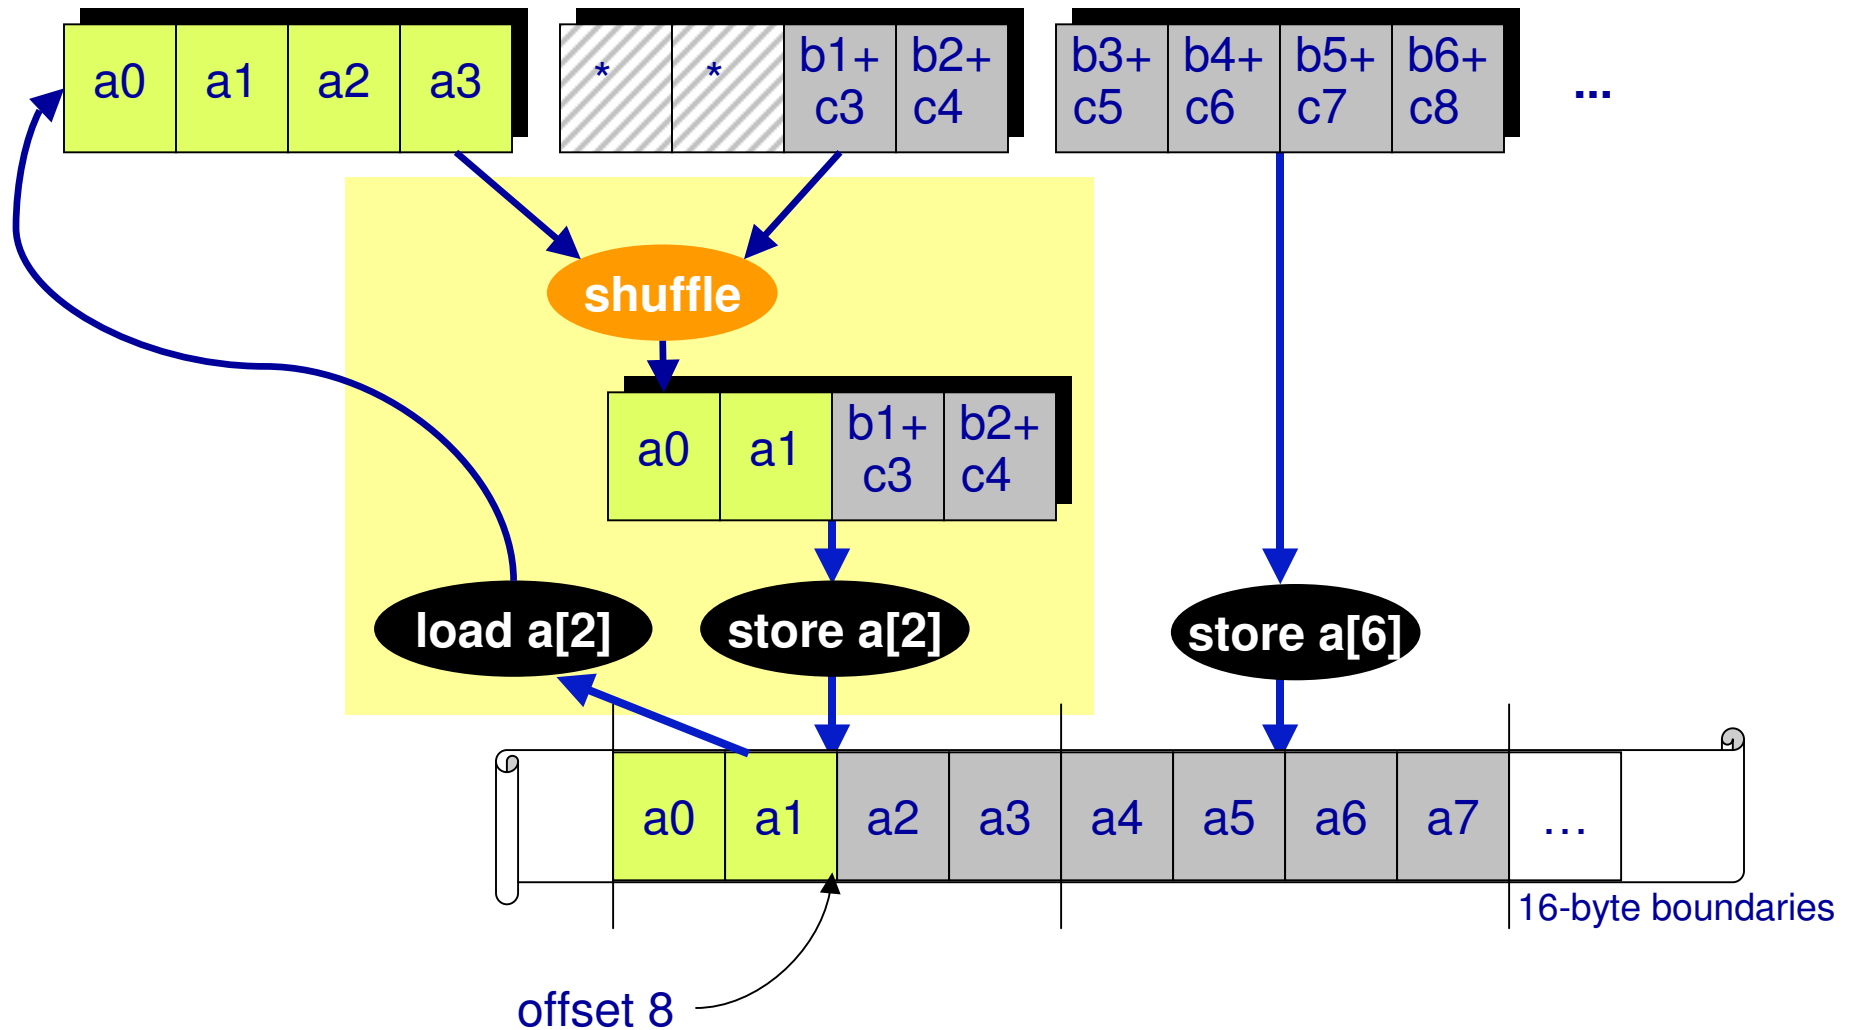 a0 a1 a2 a3 * * b1+ b2+ b3+ b4+ b5+ b6+
c3 c4 c5 c6 c7 c8 ...
shuffle
a0 a1 b1+ b2+
c3 c4
load a[2] store a[2] store a[6]
a0 a1 a2 a3 a4 a5 a6 a7 ...
16-byte boundaries
offset 8